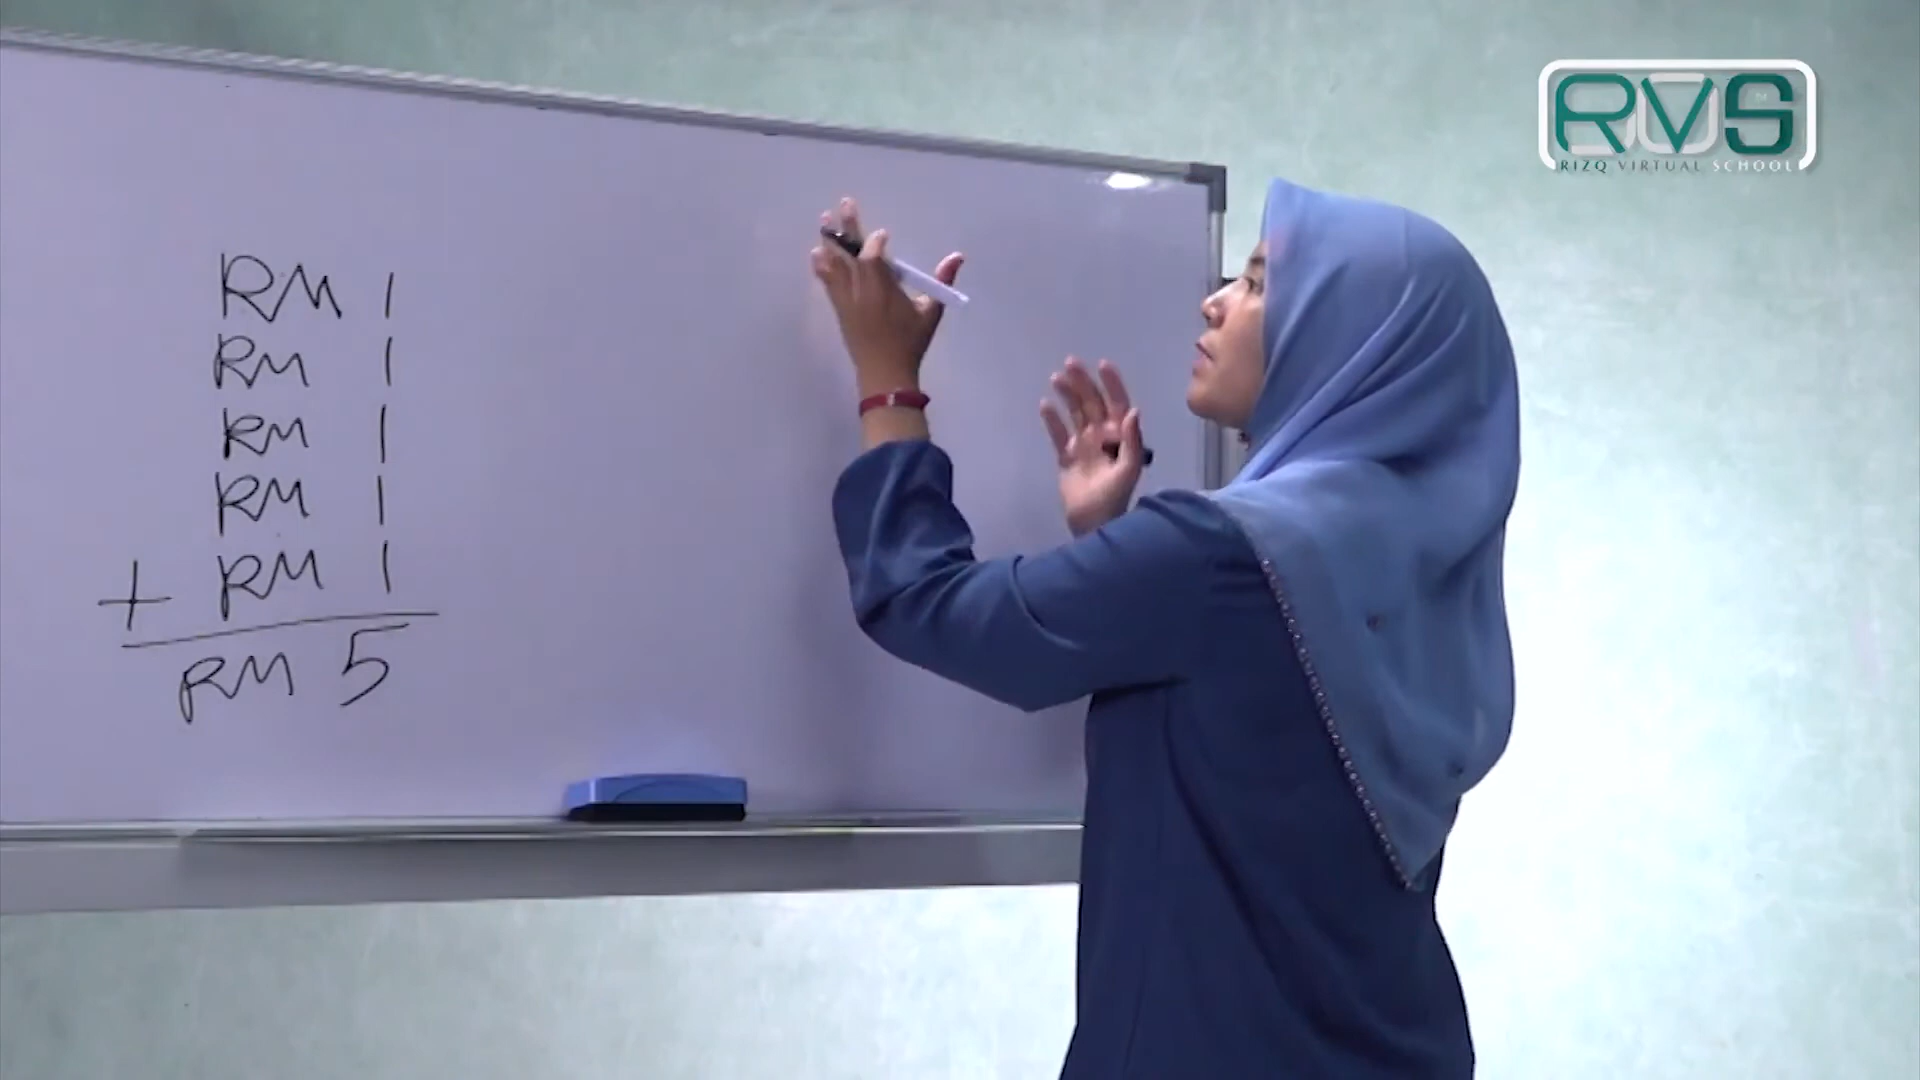 RM 1
RM 1
RM 1
RM 1
+ RM 1
RM 5
RVS
RIZQ VIRTUAL SCHOOL